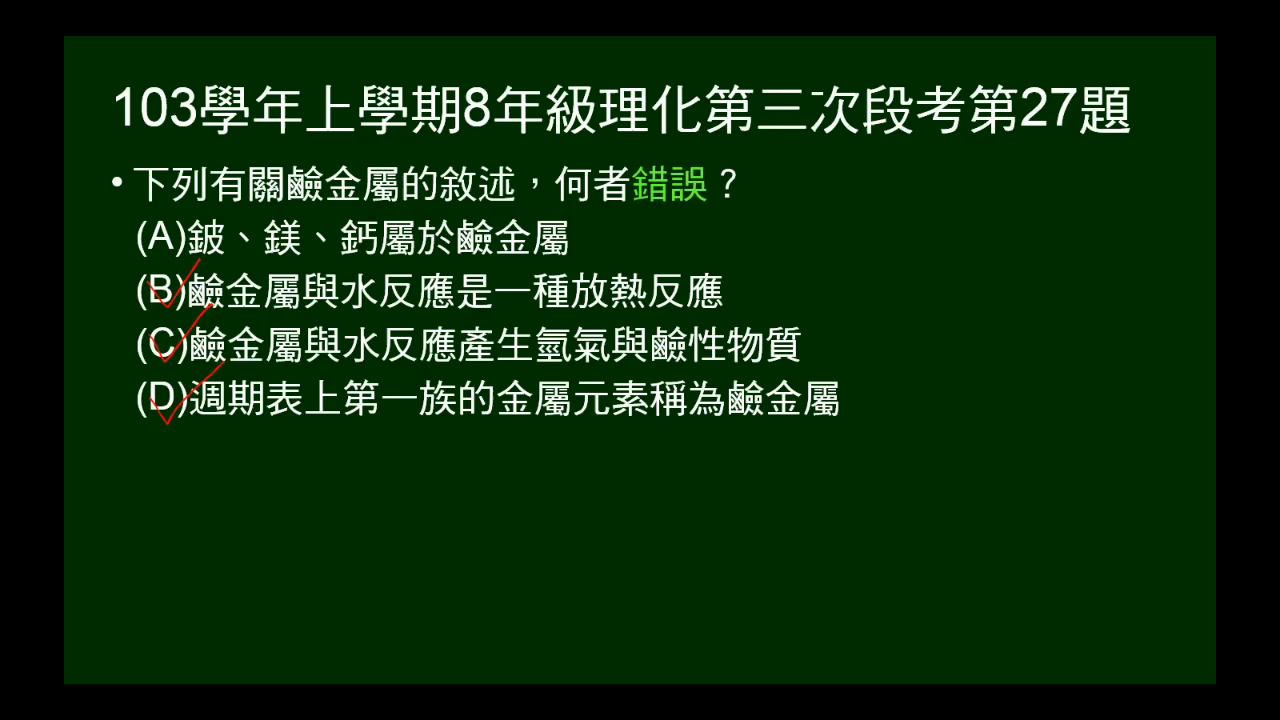 103學年上學期8年級理化第三次段考第27題
•下列有關鹼金屬的敘述，何者錯誤？
(A)鈹、鎂、鈣屬於鹼金屬
(B)鹼金屬與水反應是一種放熱反應
(C)鹼金屬與水反應產生氫氣與鹼性物質
(D)週期表上第一族的金屬元素稱為鹼金屬